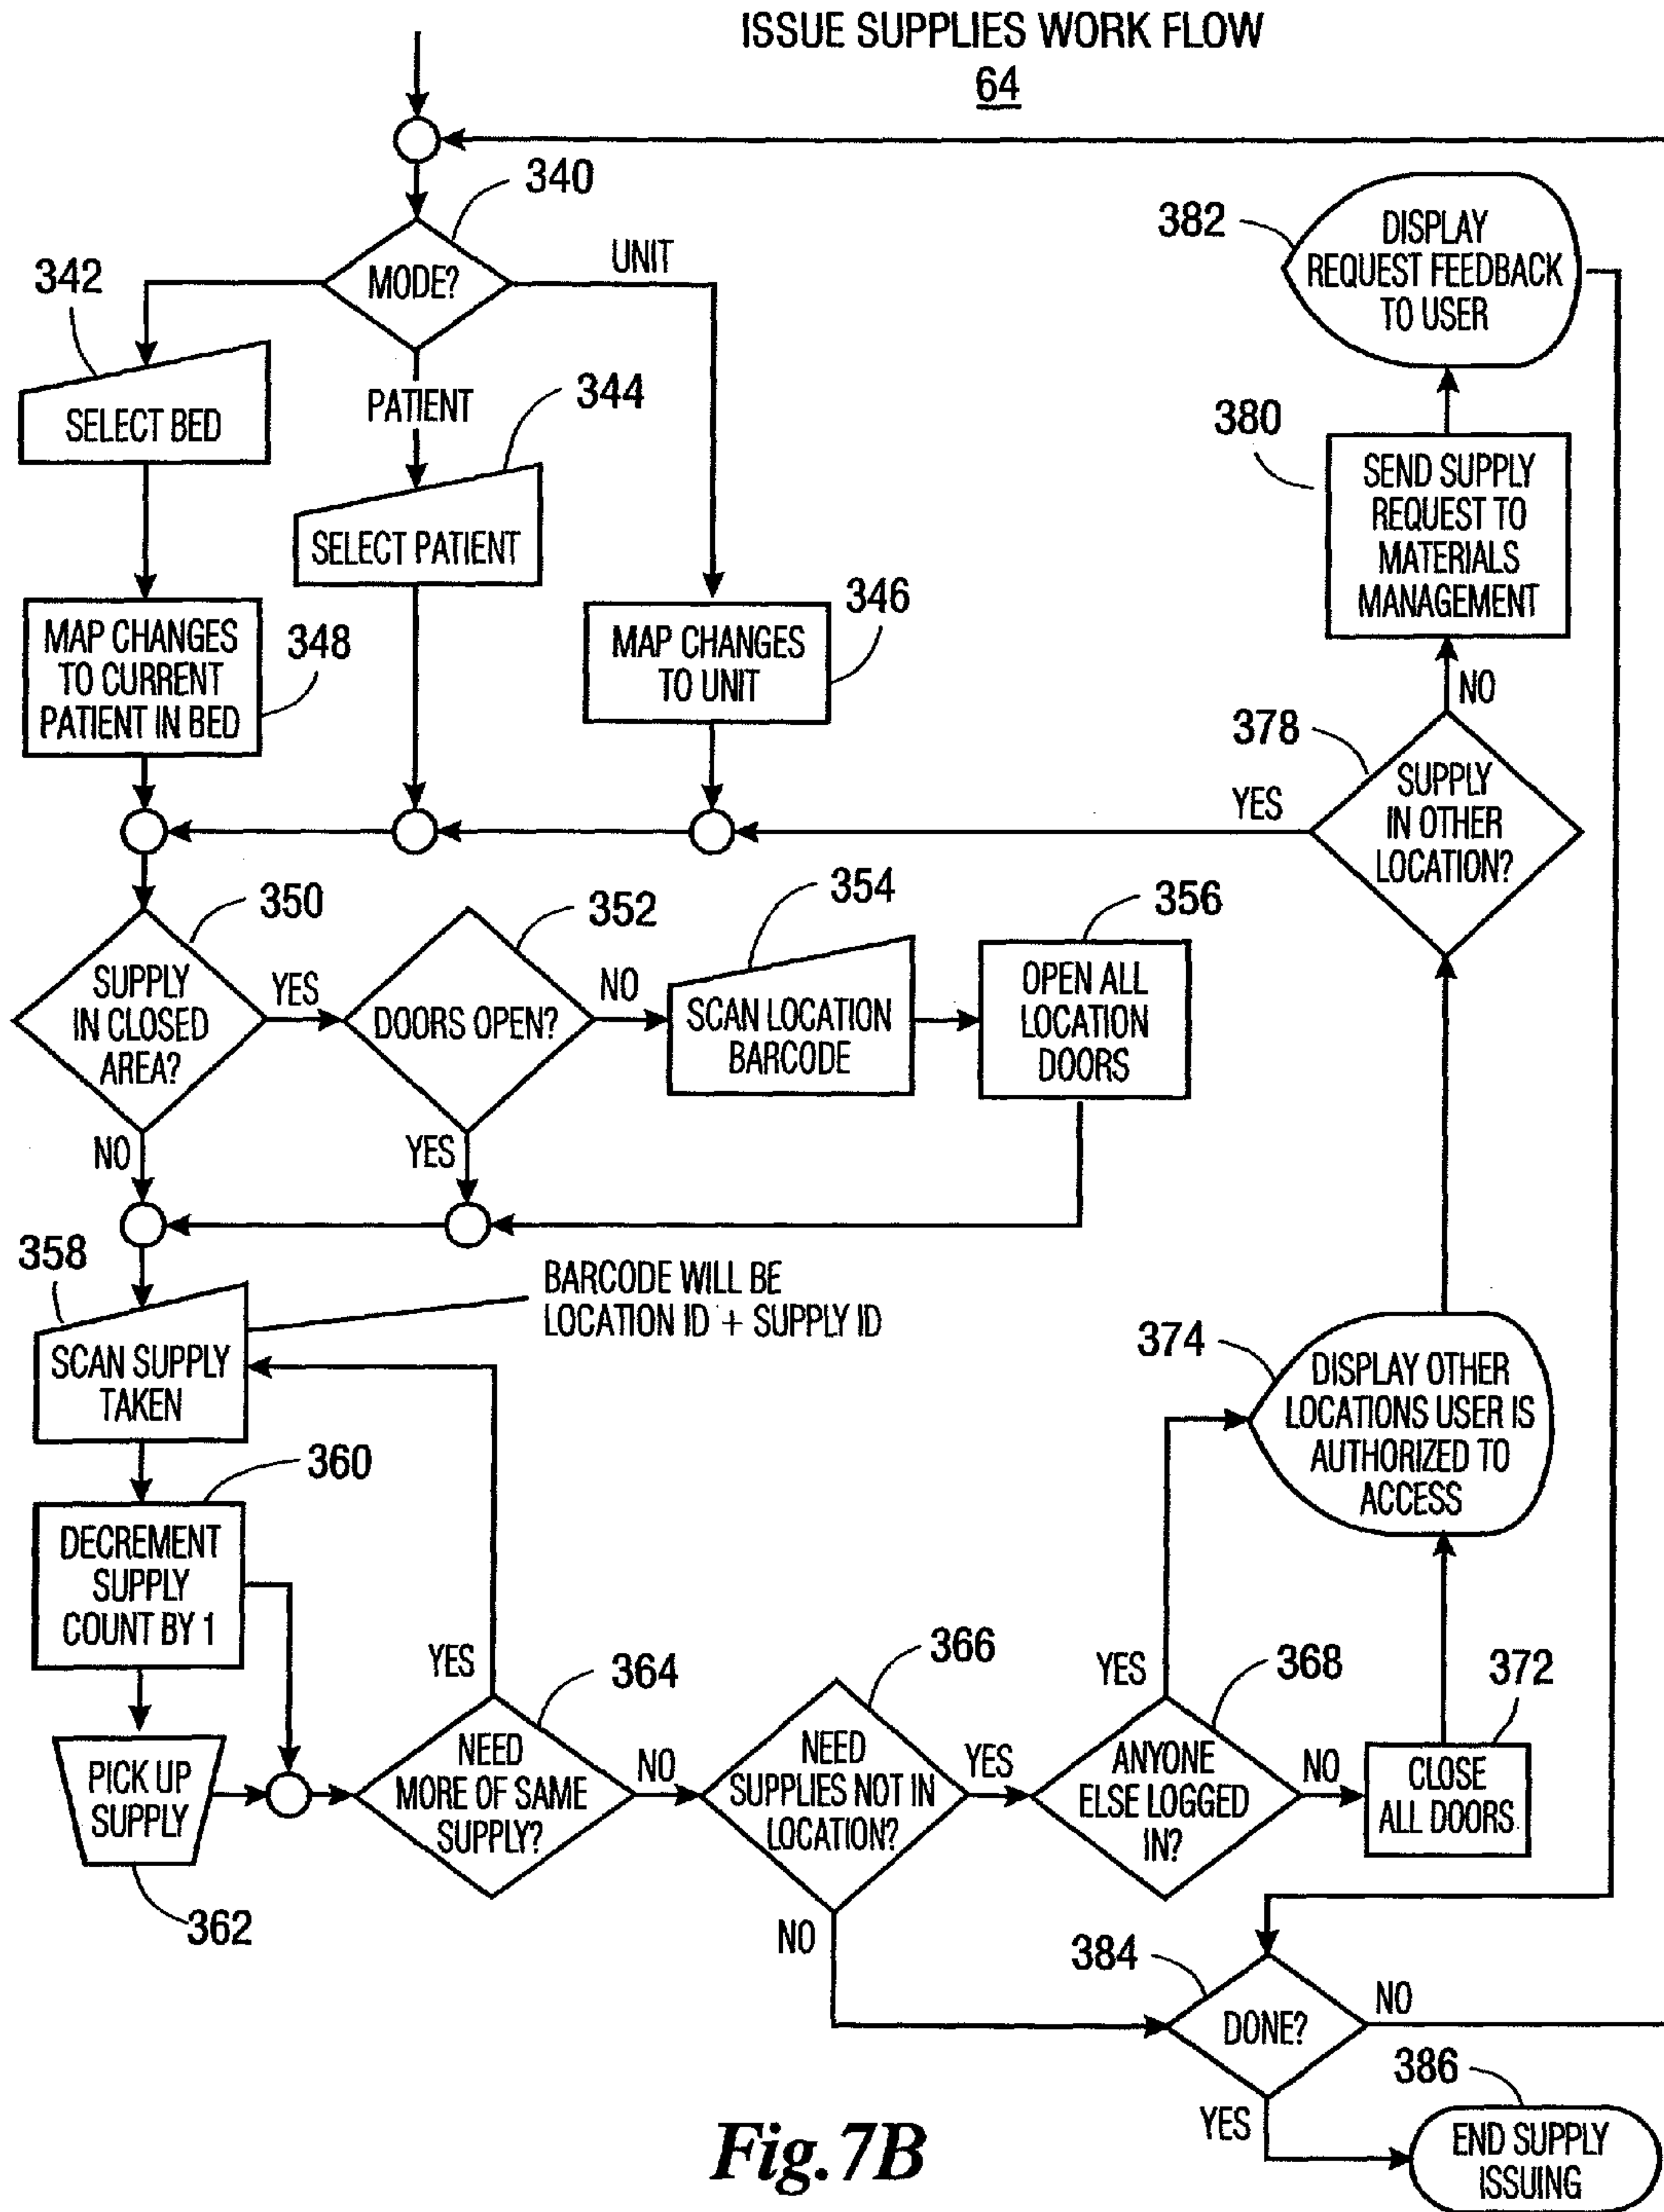 ISSUE SUPPLIES WORK FLOW
64
340
MODE?
UNIT
342
SELECT BED
PATIENT
344
SELECT PATIENT
MAP CHANGES
TO CURRENT
PATIENT IN BED
348
MAP CHANGES
TO UNIT
346
382
DISPLAY
REQUEST FEEDBACK
TO USER
380
SEND SUPPLY
REQUEST TO
MATERIALS
MANAGEMENT
NO
378
SUPPLY
IN OTHER
LOCATION?
YES
350
SUPPLY
IN CLOSED
AREA?
YES
NO
352
DOORS OPEN?
NO
YES
354
SCAN LOCATION
BARCODE
356
OPEN ALL
LOCATION
DOORS
358
SCAN SUPPLY
TAKEN
BARCODE WILL BE
LOCATION ID + SUPPLY ID
360
DECREMENT
SUPPLY
COUNT BY 1
PICK UP
SUPPLY
362
YES
364
NEED
MORE OF SAME
SUPPLY?
NO
366
NEED
SUPPLIES NOT IN
LOCATION?
YES
NO
YES
368
ANYONE
ELSE LOGGED
IN?
NO
372
CLOSE
ALL DOORS
374
DISPLAY OTHER
LOCATIONS USER IS
AUTHORIZED TO
ACCESS
384
DONE?
NO
YES
386
END SUPPLY
ISSUING
Fig.7B